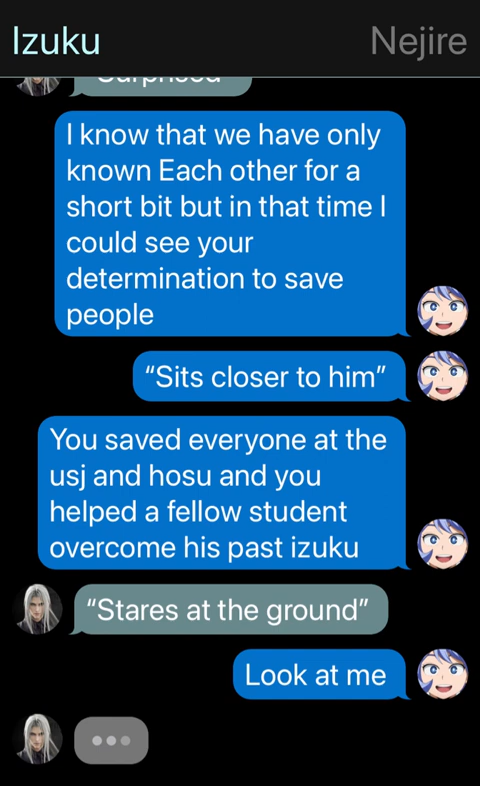 Izuku
Nejire
Surprised
I know that we have only
known Each other for a
short bit but in that time I
could see your
determination to save
people
“Sits closer to him”
You saved everyone at the
usj and hosu and you
helped a fellow student
overcome his past izuku
“Stares at the ground”
Look at me